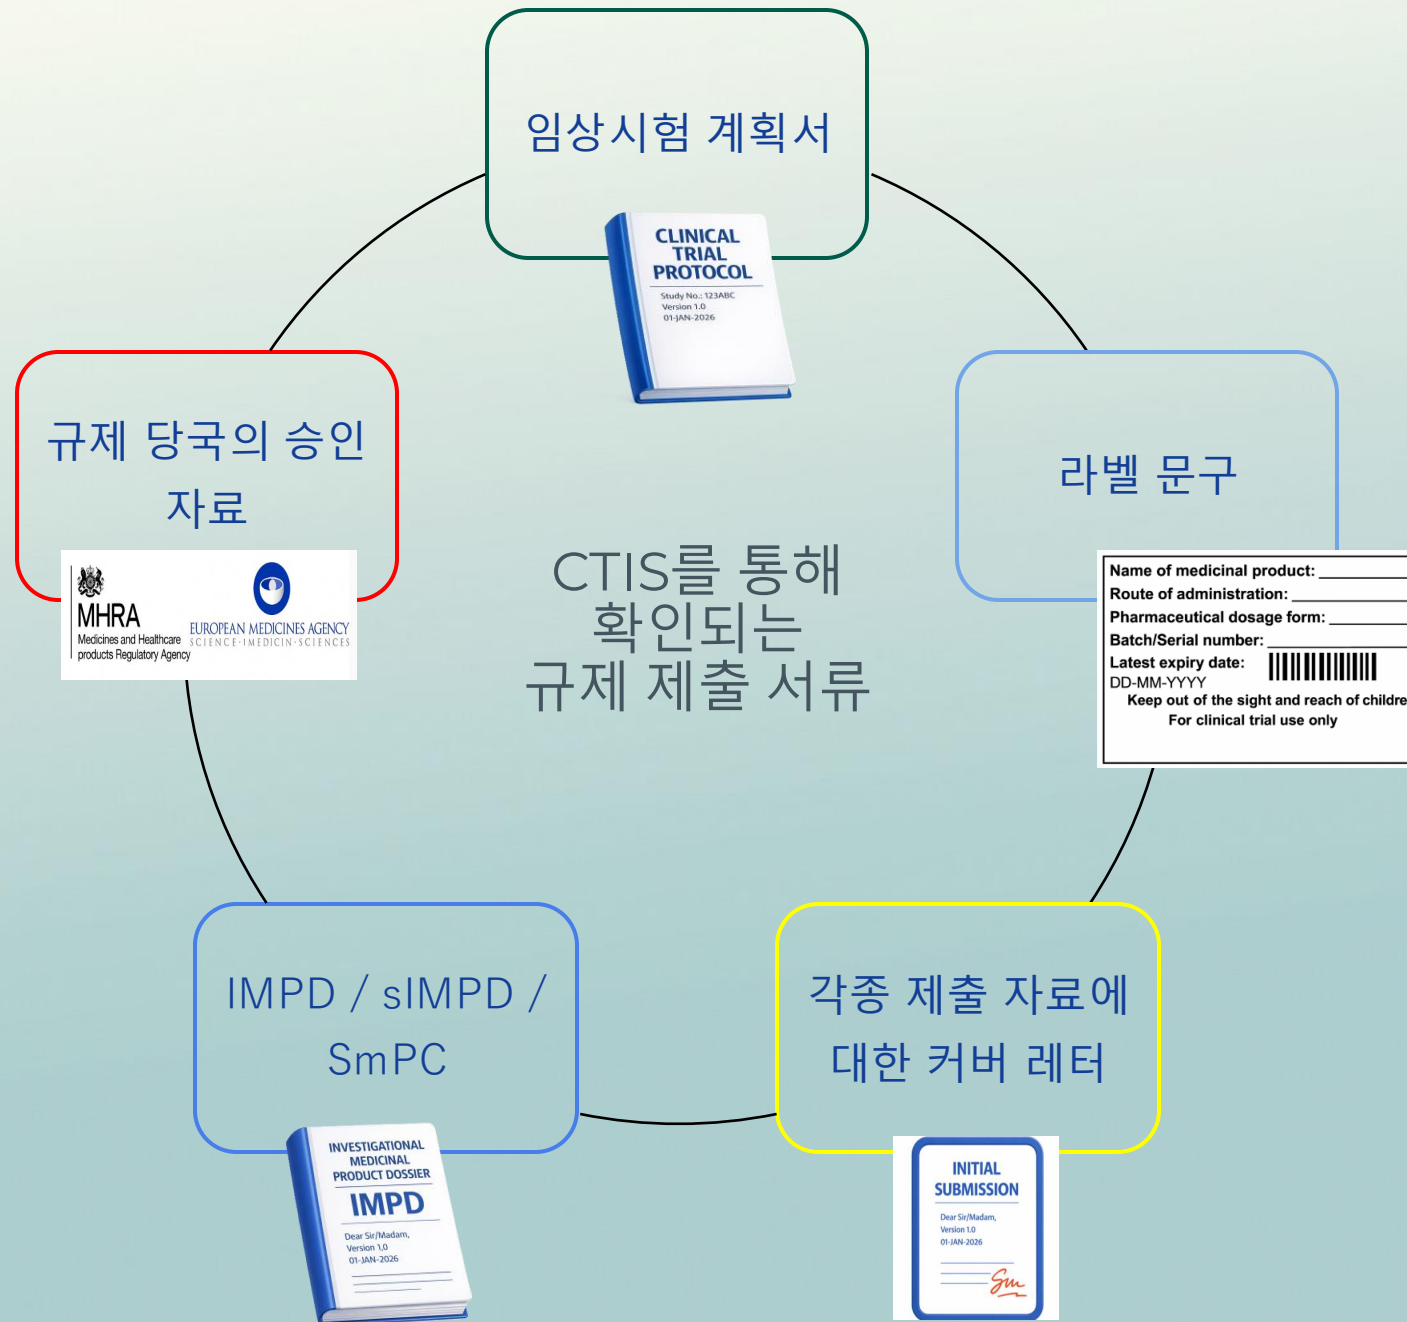 임상시험 계획서
CLINICAL
TRIAL
PROTOCOL
Study No.: 123ABC
Version 1.0
01-JAN-2026
규제 당국의 승인
자료
MHRA
Medicines and Healthcare
products Regulatory Agency
EUROPEAN MEDICINES AGENCY
SCIENCE·IMEDICIN·SCIENCES
라벨 문구
Name of medicinal product:
Route of administration:
Pharmaceutical dosage form:
Batch/Serial number:
Latest expiry date:
DD-MM-YYYY
Keep out of the sight and reach of childre
For clinical trial use only
CTIS를 통해
확인되는
규제 제출 서류
IMPD / sIMPD /
SmPC
INVESTIGATIONAL
MEDICINAL
PRODUCT DOSSIER
IMPD
Dear Sir/Madam,
Version 1,0
01-JAN-2026
각종 제출 자료에
대한 커버 레터
INITIAL
SUBMISSION
Dear Sir/Madam,
Version 1.0
01-JAN-2026